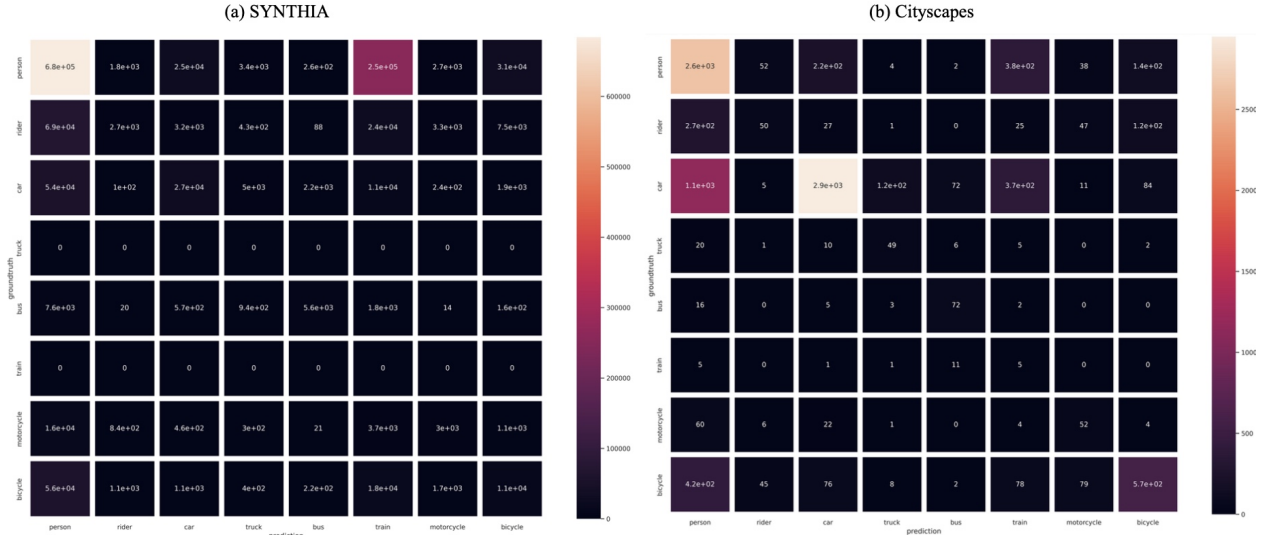 (a) SYNTHIA
person 6.8e+05 1.8e+03 2.5e+04 3.4e+03 2.6e+02 2.5e+05 2.7e+03 3.1e+04
rider 6.9e+04 2.7e+03 3.2e+03 4.3e+02 88 2.4e+04 3.3e+03 7.5e+03
car 5.4e+04 1e+02 2.7e+04 5e+03 2.2e+03 1.1e+04 2.4e+02 1.9e+03
truck 0 0 0 0 0 0 0 0
groundtruth
bus 7.6e+03 20 5.7e+02 9.4e+02 5.6e+03 1.8e+03 14 1.6e+02
train 0 0 0 0 0 0 0 0
motorcycle 1.6e+04 8.4e+02 4.6e+02 3e+02 21 3.7e+03 3e+03 1.1e+03
bicycle 5.6e+04 1.1e+03 1.1e+03 4e+02 2.2e+02 1.8e+04 1.7e+03 1.1e+04
person rider car truck bus train motorcycle bicycle
prediction
600000
500000
400000
300000
200000
100000
0
(b) Cityscapes
person 2.6e+03 52 2.2e+02 4 2 3.8e+02 38 1.4e+02
rider 2.7e+02 50 27 1 0 25 47 1.2e+02
car 1.1e+03 5 2.9e+03 1.2e+02 72 3.7e+02 11 84
truck 20 1 10 49 6 5 0 2
groundtruth
bus 16 0 5 3 72 2 0 0
train 5 0 1 1 11 5 0 0
motorcycle 60 6 22 1 0 4 52 4
bicycle 4.2e+02 45 76 8 2 78 79 5.7e+02
person rider car truck bus train motorcycle bicycle
prediction
2500
2000
1500
1000
500
0